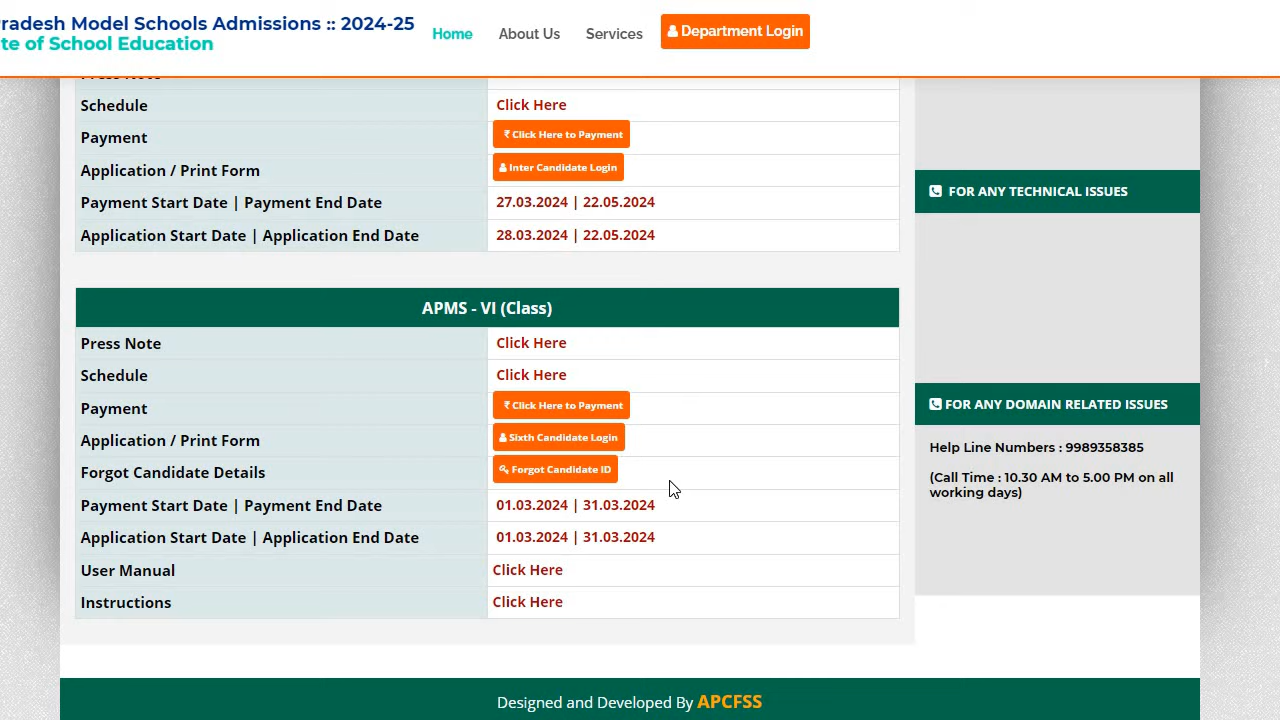 radesh Model Schools Admissions :: 2024-25
te of School Education
Home
About Us
Services
Department Login
Press Note
Schedule
Click Here
Payment
₹ Click Here to Payment
Application / Print Form
Inter Candidate Login
Payment Start Date | Payment End Date
27.03.2024 | 22.05.2024
Application Start Date | Application End Date
28.03.2024 | 22.05.2024
APMS - VI (Class)
Press Note
Click Here
Schedule
Click Here
Payment
₹ Click Here to Payment
Application / Print Form
Sixth Candidate Login
Forgot Candidate Details
Forgot Candidate ID
Payment Start Date | Payment End Date
01.03.2024 | 31.03.2024
Application Start Date | Application End Date
01.03.2024 | 31.03.2024
User Manual
Click Here
Instructions
Click Here
FOR ANY TECHNICAL ISSUES
FOR ANY DOMAIN RELATED ISSUES
Help Line Numbers : 9989358385
(Call Time : 10.30 AM to 5.00 PM on all
working days)
Designed and Developed By APCFSS